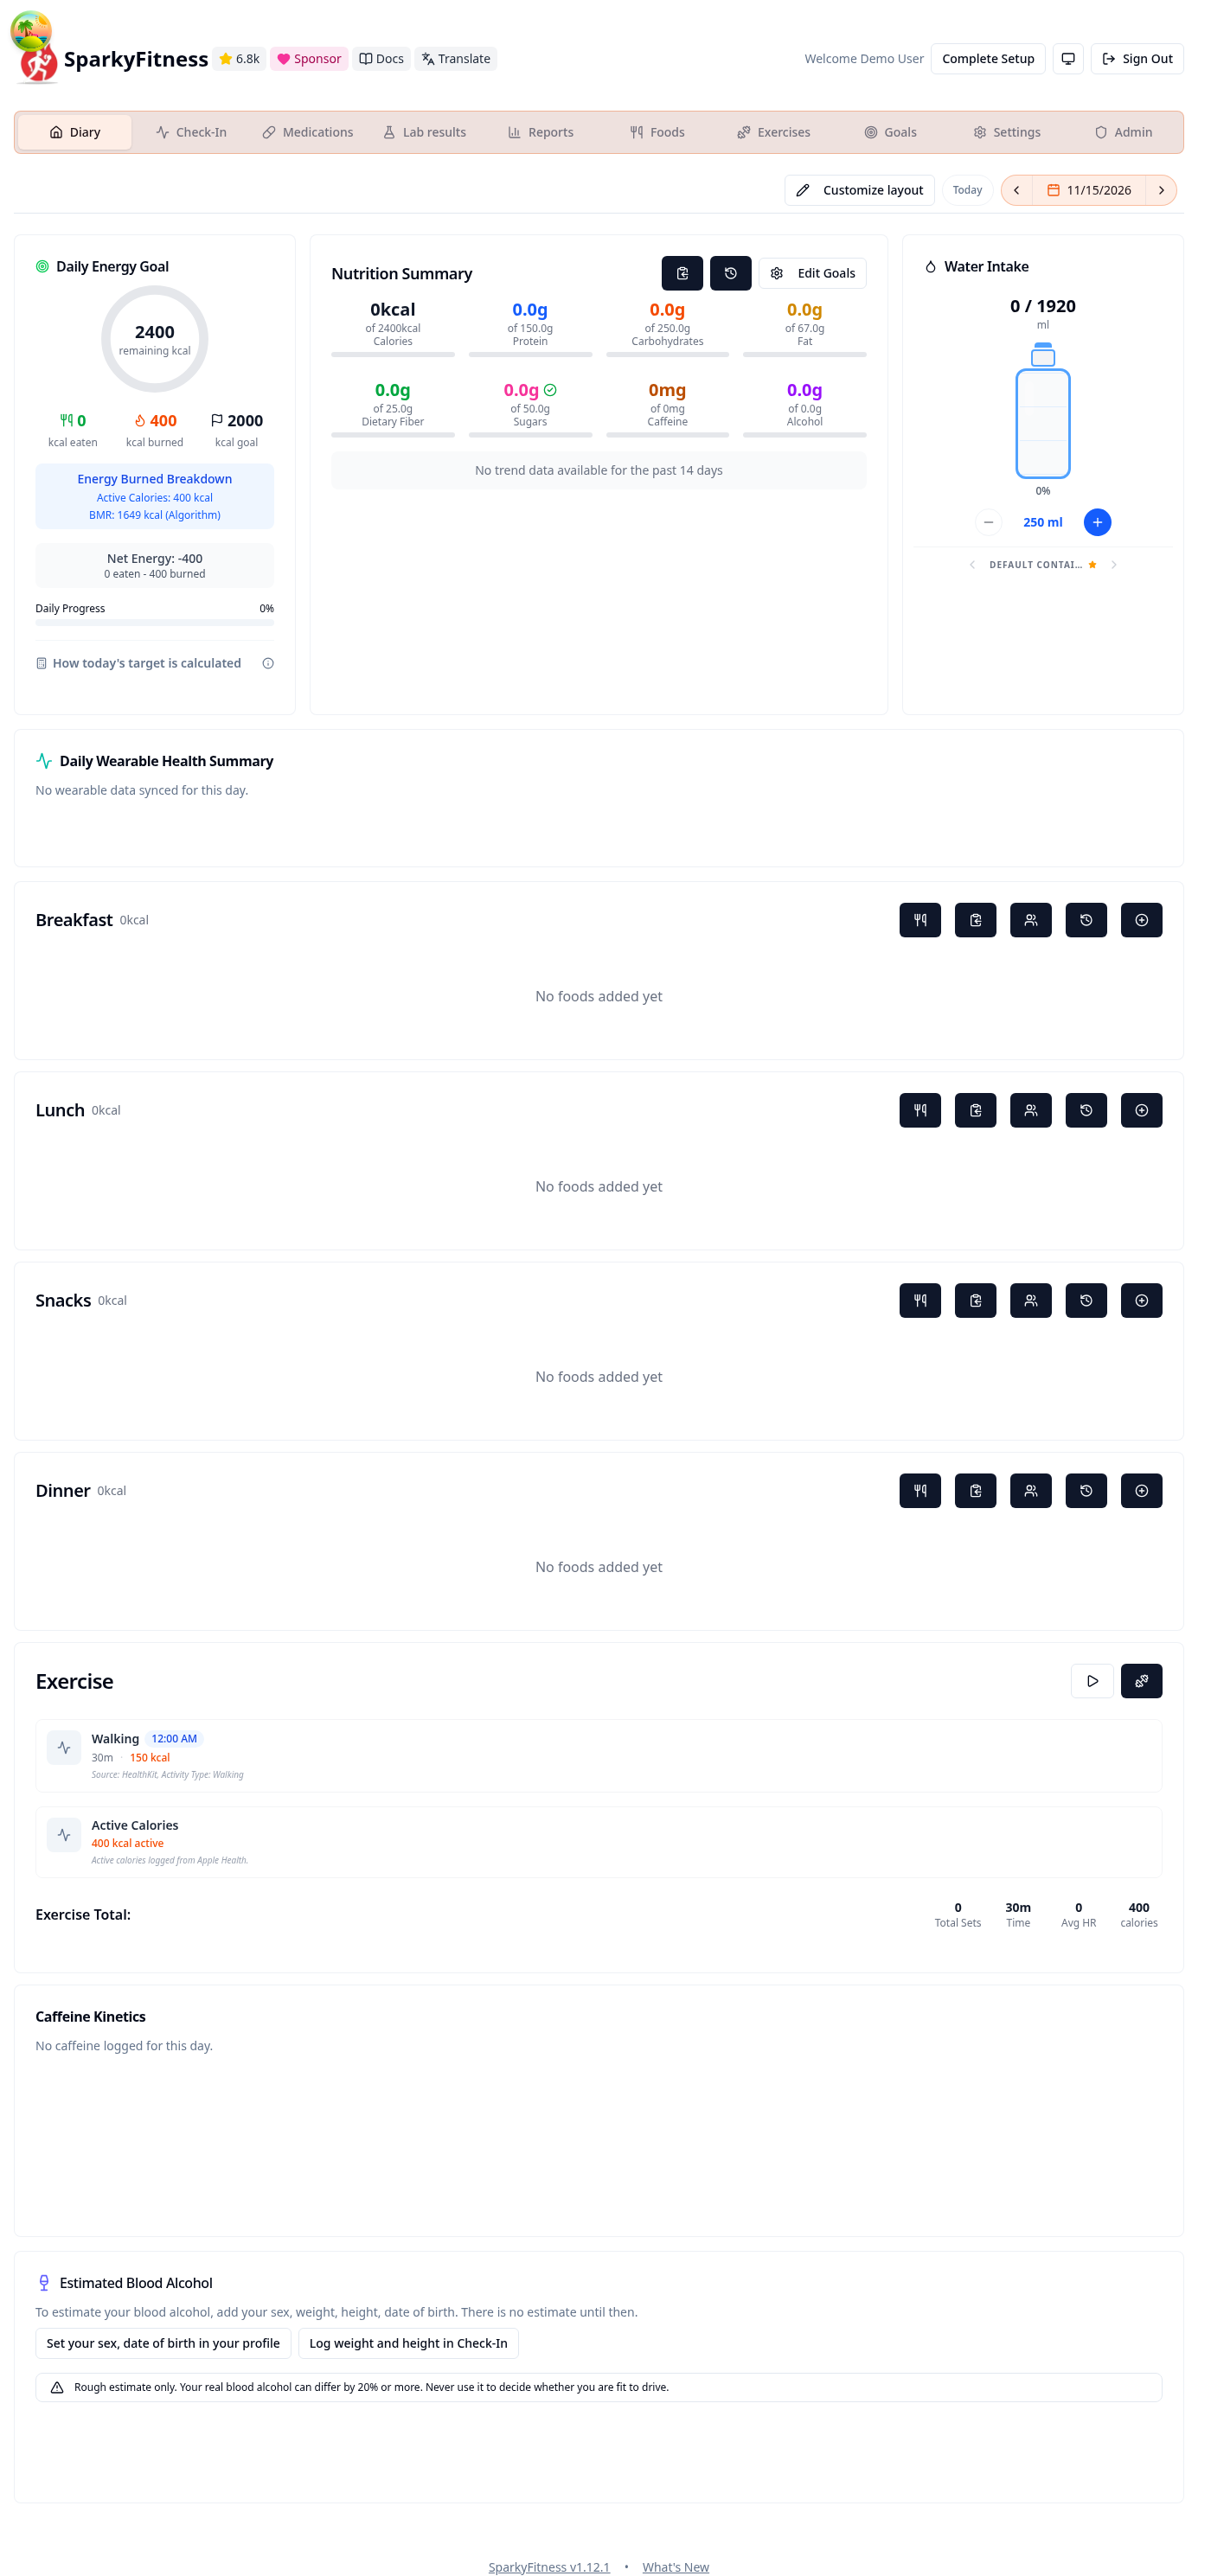 SparkyFitness 6.8k Sponsor Docs Translate
Welcome Demo User Complete Setup Sign Out
Diary Check-In Medications Lab results Reports Foods Exercises Goals Settings Admin
Customize layout Today 11/15/2026
Daily Energy Goal
2400
remaining kcal
0 400 2000
kcal eaten kcal burned kcal goal
Energy Burned Breakdown
Active Calories: 400 kcal
BMR: 1649 kcal (Algorithm)
Net Energy: -400
0 eaten - 400 burned
Daily Progress 0%
How today's target is calculated
Nutrition Summary Edit Goals
0kcal 0.0g 0.0g 0.0g
of 2400kcal of 150.0g of 250.0g of 67.0g
Calories Protein Carbohydrates Fat
0.0g 0.0g 0mg 0.0g
of 25.0g of 50.0g of 0mg of 0.0g
Dietary Fiber Sugars Caffeine Alcohol
No trend data available for the past 14 days
Water Intake
0 / 1920
ml
0%
250 ml
DEFAULT CONTAI...
Daily Wearable Health Summary
No wearable data synced for this day.
Breakfast 0kcal
No foods added yet
Lunch 0kcal
No foods added yet
Snacks 0kcal
No foods added yet
Dinner 0kcal
No foods added yet
Exercise
Walking 12:00 AM
30m · 150 kcal
Source: HealthKit, Activity Type: Walking
Active Calories
400 kcal active
Active calories logged from Apple Health.
Exercise Total:
0 30m 0 400
Total Sets Time Avg HR calories
Caffeine Kinetics
No caffeine logged for this day.
Estimated Blood Alcohol
To estimate your blood alcohol, add your sex, weight, height, date of birth. There is no estimate until then.
Set your sex, date of birth in your profile Log weight and height in Check-In
Rough estimate only. Your real blood alcohol can differ by 20% or more. Never use it to decide whether you are fit to drive.
SparkyFitness v1.12.1 • What's New